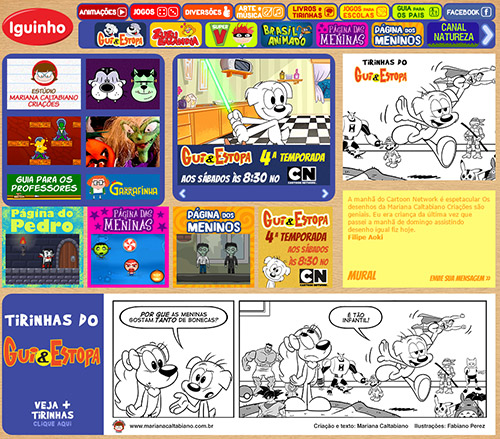 Iguinho
ANIMAÇÕES
JOGOS
DIVERSÕES
ARTE E MÚSICA
LIVROS E TIRINHAS
JOGOS PARA ESCOLAS
GUIA PARA OS PAIS
FACEBOOK
Gui & Estopa
Super V
BRASIL ANIMADO
PÁGINA DAS MENINAS
PÁGINA DOS MENINOS
CANAL NATUREZA
ESTÚDIO
MARIANA CALTABIANO
CRIAÇÕES
GUIA PARA OS
PROFESSORES
GARRAFINHA
Gui & Estopa
4ª TEMPORADA
AOS SÁBADOS ÀS 8:30 NO
CN
CARTOON NETWORK
TIRINHAS DO
Gui & Estopa
A manhã do Cartoon Network é espetacular Os
desenhos da Mariana Caltabiano Criações são
geniais. Eu era criança da última vez que
passei a manhã de domingo assistindo
desenho Igual fiz hoje.
Filipe Aoki
MURAL
ENVIE SUA MENSAGEM >>
Página do
Pedro
PÁGINA DAS
MENINAS
PÁGINA DOS
MENINOS
Gui & Estopa
4ª TEMPORADA
AOS SÁBADOS
ÀS 8:30 NO
CN
CARTOON NETWORK
TIRINHAS DO
Gui & Estopa
VEJA +
TIRINHAS
CLIQUE AQUI
POR QUE AS MENINAS
GOSTAM TANTO DE BONECAS?
É TÃO
INFANTIL!
www.marianacaltabiano.com.br
Criação e texto: Mariana Caltabiano
Illustrações: Fabiano Perez